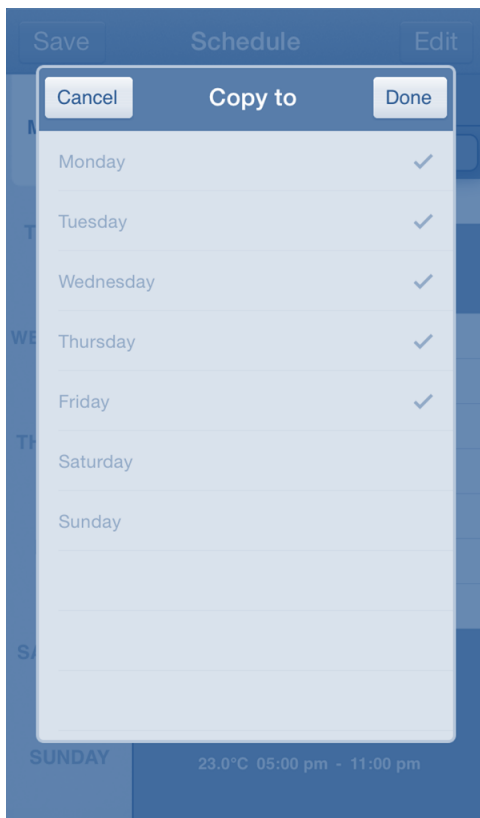 Save Schedule Edit
Cancel Copy to Done
Monday
Tuesday
Wednesday
Thursday
Friday
Saturday
Sunday
SUNDAY
23.0°C 05:00 pm - 11:00 pm